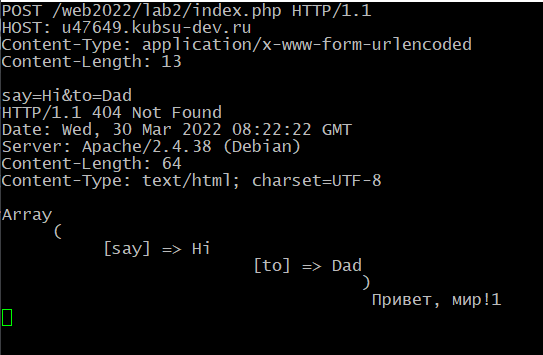 POST /web2022/lab2/index.php HTTP/1.1
HOST: u47649.kubsu-dev.ru
Content-Type: application/x-www-form-urlencoded
Content-Length: 13
say=Hi&to=Dad
HTTP/1.1 404 Not Found
Date: Wed, 30 Mar 2022 08:22:22 GMT
Server: Apache/2.4.38 (Debian)
Content-Length: 64
Content-Type: text/html; charset=UTF-8
Array
(
[say] => Hi
[to] => Dad
)
Привет, мир!1